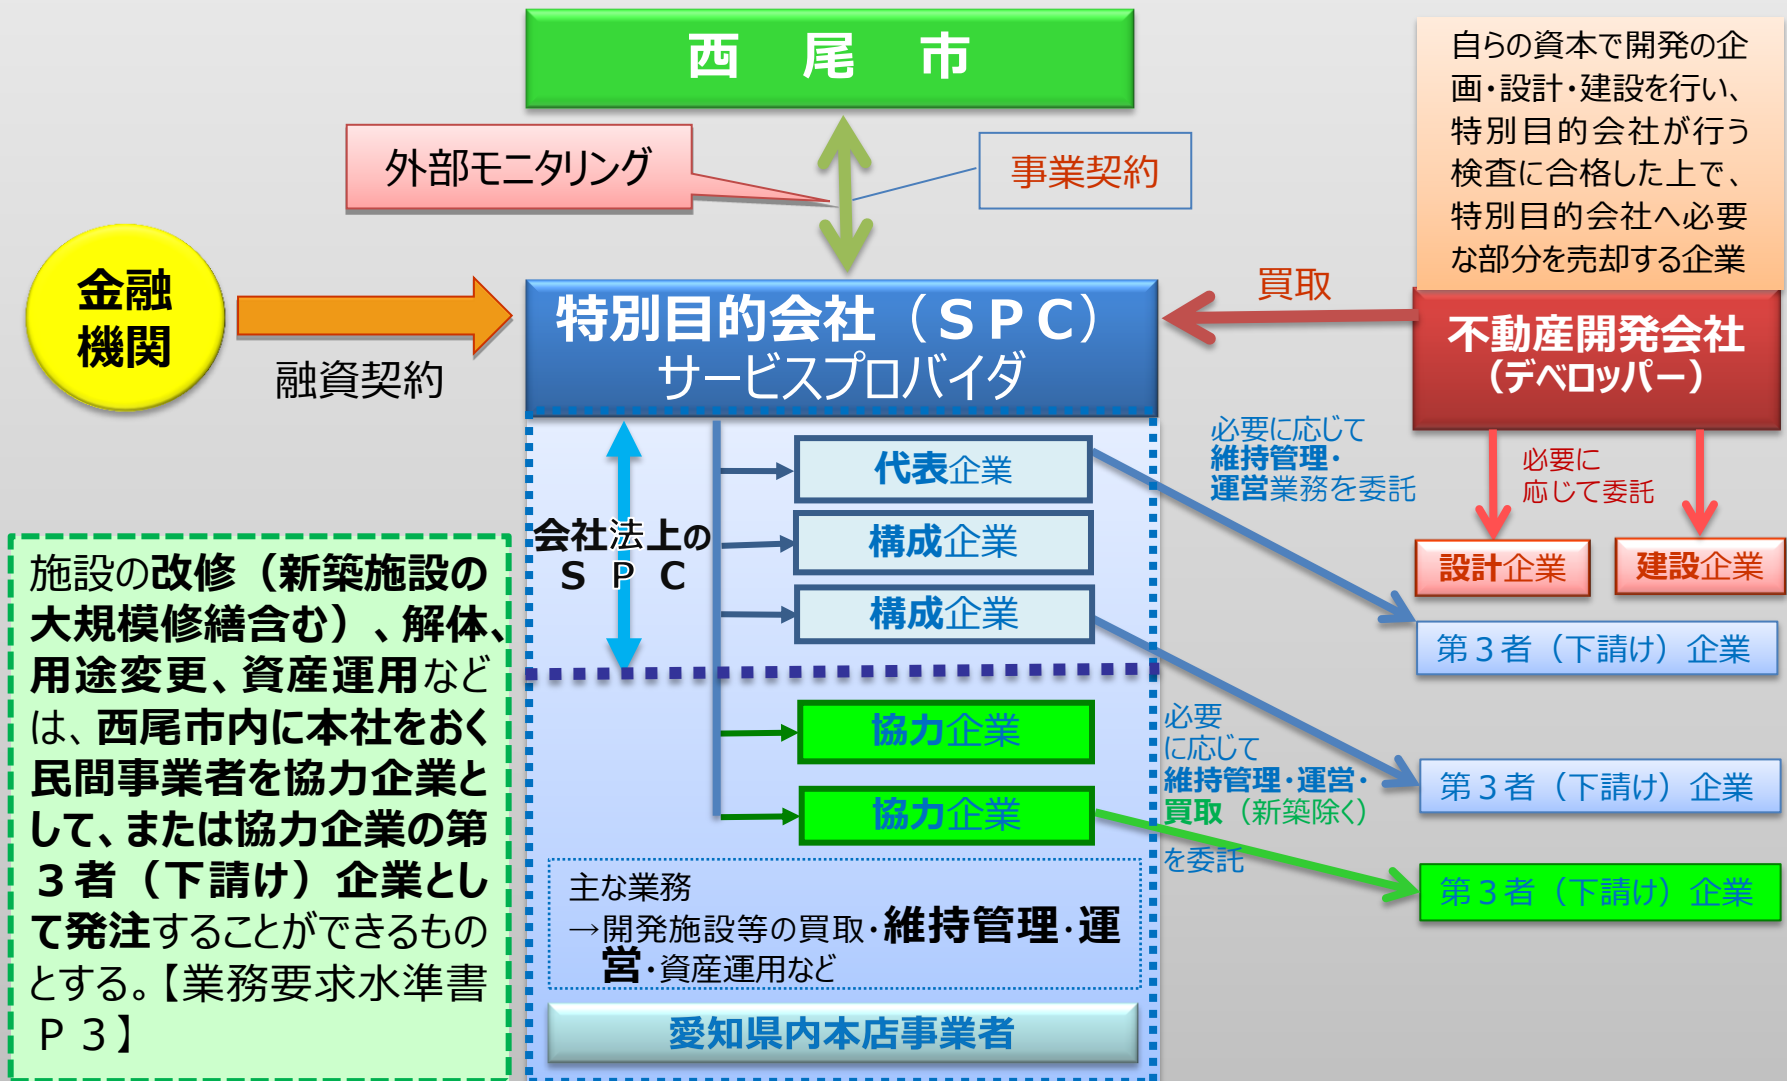 西 尾 市
自らの資本で開発の企
画・設計・建設を行い、
特別目的会社が行う
検査に合格した上で、
特別目的会社へ必要
な部分を売却する企業
外部モニタリング
事業契約
金融
機関
融資契約
特別目的会社（ＳＰＣ）
サービスプロバイダ
買取
不動産開発会社
（デベロッパー）
必要に応じて
維持管理・
運営業務を委託
必要に
応じて委託
設計企業
建設企業
会社法上の
Ｓ Ｐ Ｃ
代表企業
構成企業
構成企業
協力企業
協力企業
第３者（下請け）企業
第３者（下請け）企業
第３者（下請け）企業
必要
に応じて
維持管理・運営・
買取（新築除く）
を委託
施設の改修（新築施設の
大規模修繕含む）、解体、
用途変更、資産運用など
は、西尾市内に本社をおく
民間事業者を協力企業と
して、または協力企業の第
３者（下請け）企業とし
て発注することができるもの
とする。【業務要求水準書
Ｐ３】
主な業務
→開発施設等の買取・維持管理・運
営・資産運用など
愛知県内本店事業者